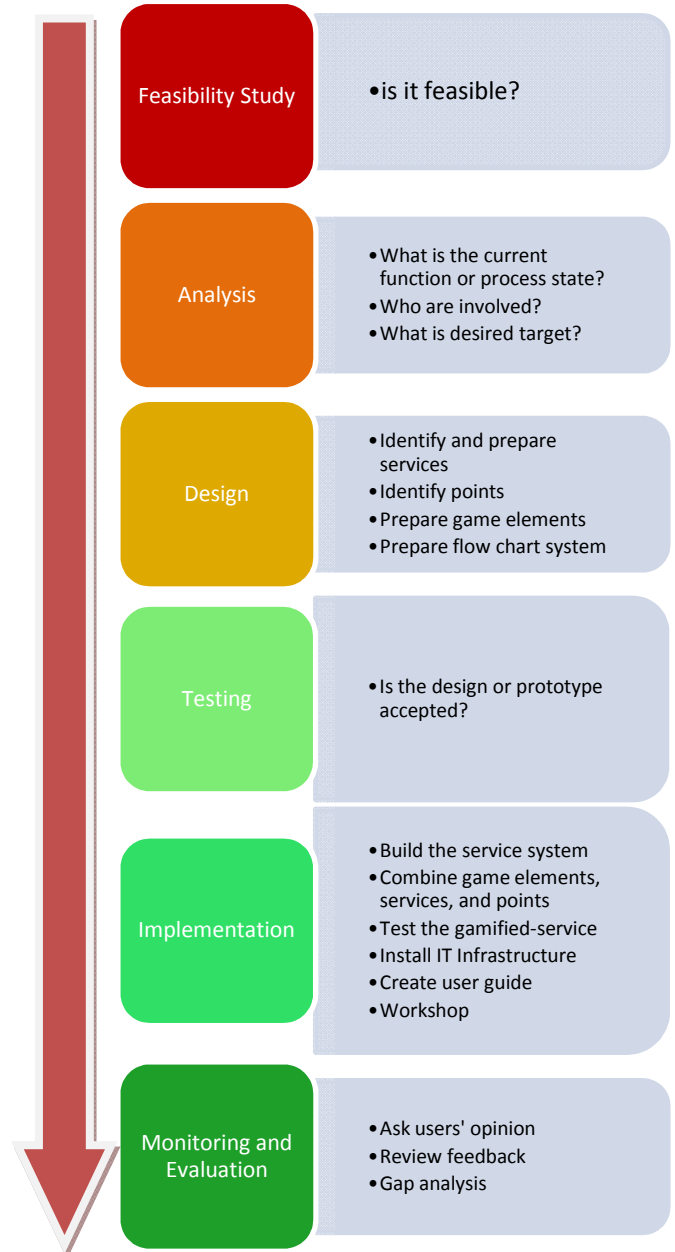 Feasibility Study
•is it feasible?
Analysis
•What is the current
function or process state?
•Who are involved?
•What is desired target?
Design
•Identify and prepare
services
•Identify points
•Prepare game elements
•Prepare flow chart system
Testing
•Is the design or prototype
accepted?
Implementation
•Build the service system
•Combine game elements,
services, and points
•Test the gamified-service
•Install IT Infrastructure
•Create user guide
•Workshop
Monitoring and
Evaluation
•Ask users' opinion
•Review feedback
•Gap analysis